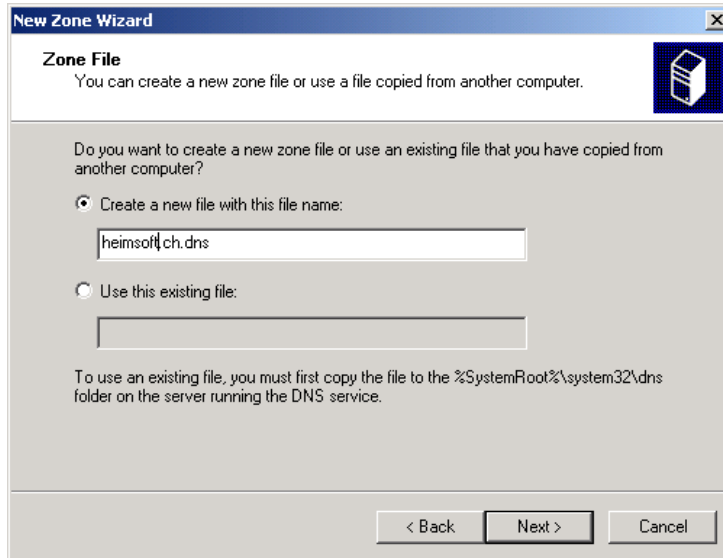 New Zone Wizard
Zone File
You can create a new zone file or use a file copied from another computer.
Do you want to create a new zone file or use an existing file that you have copied from
another computer?
Create a new file with this file name:
heimsoft.ch.dns
Use this existing file:
To use an existing file, you must first copy the file to the %SystemRoot%\system32\dns
folder on the server running the DNS service.
< Back Next > Cancel